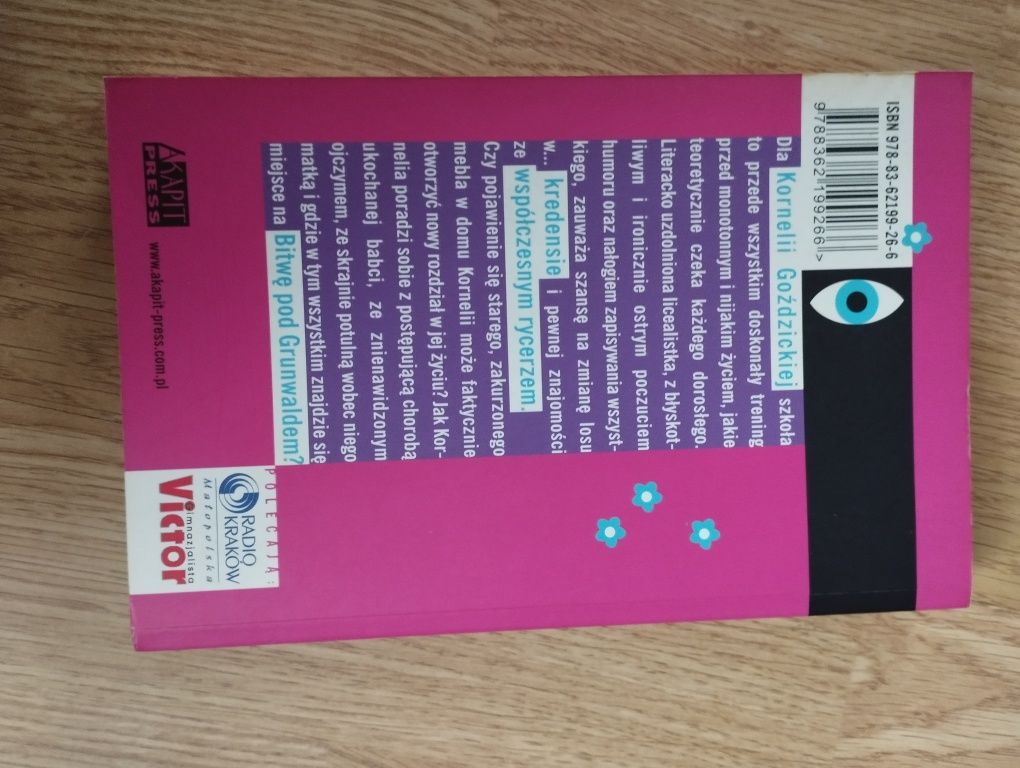 ISBN 978-83-62199-26-6
9788362199266>
Dla Kornelii Goździckiej szkoła
to przede wszystkim doskonały trening
przed monotonnym i nijakim życiem, jakie
teoretycznie czeka każdego dorosłego.
Literacko uzdolniona licealistka, z błyskot-
liwym i ironicznie ostrym poczuciem
humoru oraz nałogiem zapisywania wszyst-
kiego, zauważa szansę na zmianę losu
w... kredensie i pewnej znajomości
ze współczesnym rycerzem.
Czy pojawienie się starego, zakurzonego
mebla w domu Kornelii może faktycznie
otworzyć nowy rozdział w jej życiu? Jak Kor-
nelia poradzi sobie z postępującą chorobą
ukochanej babci, ze znienawidzonym
ojczymem, ze skrajnie potulną wobec niego
matką i gdzie w tym wszystkim znajdzie się
miejsce na Bitwę pod Grunwaldem?
POLECAJĄ:
RADIO
KRAKÓW
Małopolska
Gimnazjalista
Victor
AKAPIT
PRESS
www.akapit-press.com.pl